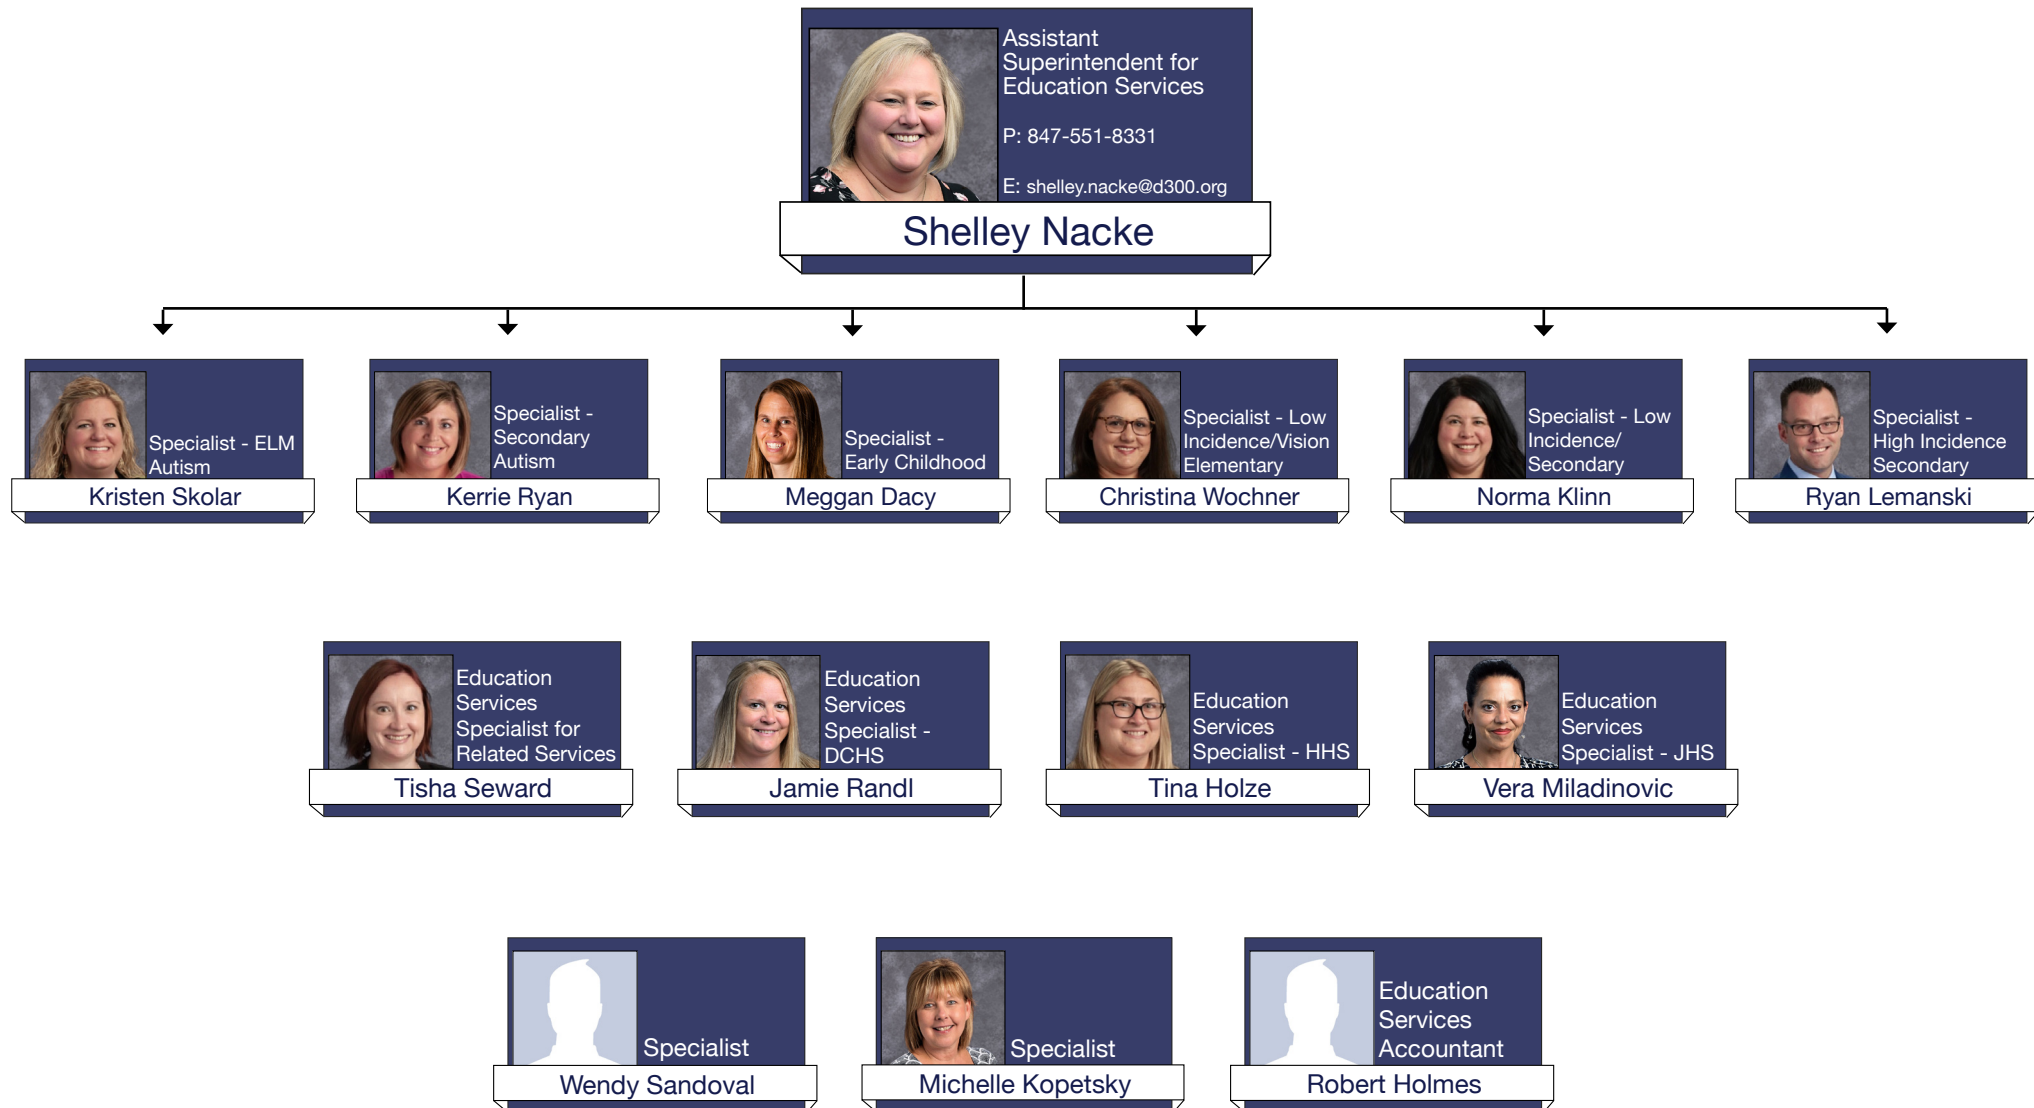 Assistant
Superintendent for
Education Services
P: 847-551-8331
E: shelley.nacke@d300.org
Shelley Nacke
Specialist - ELM
Autism
Kristen Skolar
Specialist -
Secondary
Autism
Kerrie Ryan
Specialist -
Early Childhood
Meggan Dacy
Specialist - Low
Incidence/Vision
Elementary
Christina Wochner
Specialist - Low
Incidence/
Secondary
Norma Klinn
Specialist -
High Incidence
Secondary
Ryan Lemanski
Education
Services
Specialist for
Related Services
Tisha Seward
Education
Services
Specialist -
DCHS
Jamie Randl
Education
Services
Specialist - HHS
Tina Holze
Education
Services
Specialist - JHS
Vera Miladinovic
Specialist
Wendy Sandoval
Specialist
Michelle Kopetsky
Education
Services
Accountant
Robert Holmes